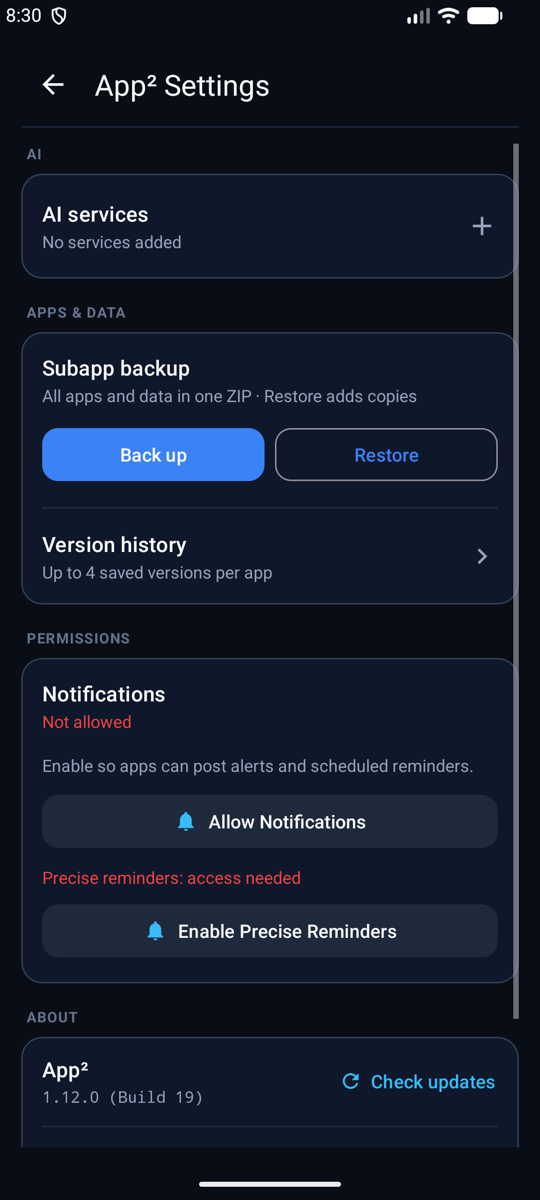 8:30
App² Settings
AI
AI services
No services added
APPS & DATA
Subapp backup
All apps and data in one ZIP · Restore adds copies
Back up
Restore
Version history
Up to 4 saved versions per app
PERMISSIONS
Notifications
Not allowed
Enable so apps can post alerts and scheduled reminders.
Allow Notifications
Precise reminders: access needed
Enable Precise Reminders
ABOUT
App²
1.12.0 (Build 19)
Check updates